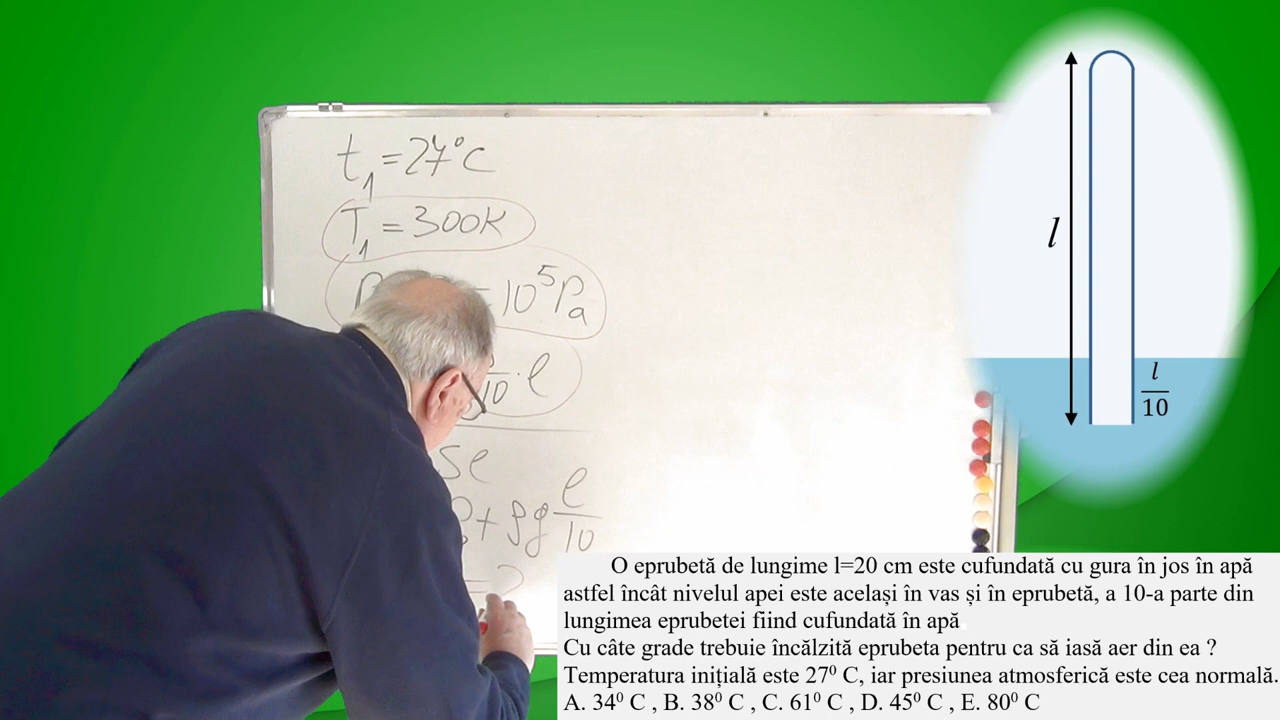 t₁ = 27°C
T₁ = 300K
10⁵ Pa
10 · l
se
+ ρg l/10
l
l/10
O eprubetă de lungime l=20 cm este cufundată cu gura în jos în apă
astfel încât nivelul apei este același în vas și în eprubetă, a 10-a parte din
lungimea eprubetei fiind cufundată în apă
Cu câte grade trebuie încălzită eprubeta pentru ca să iasă aer din ea ?
Temperatura inițială este 27⁰ C, iar presiunea atmosferică este cea normală.
A. 34⁰ C , B. 38⁰ C , C. 61⁰ C , D. 45⁰ C , E. 80⁰ C